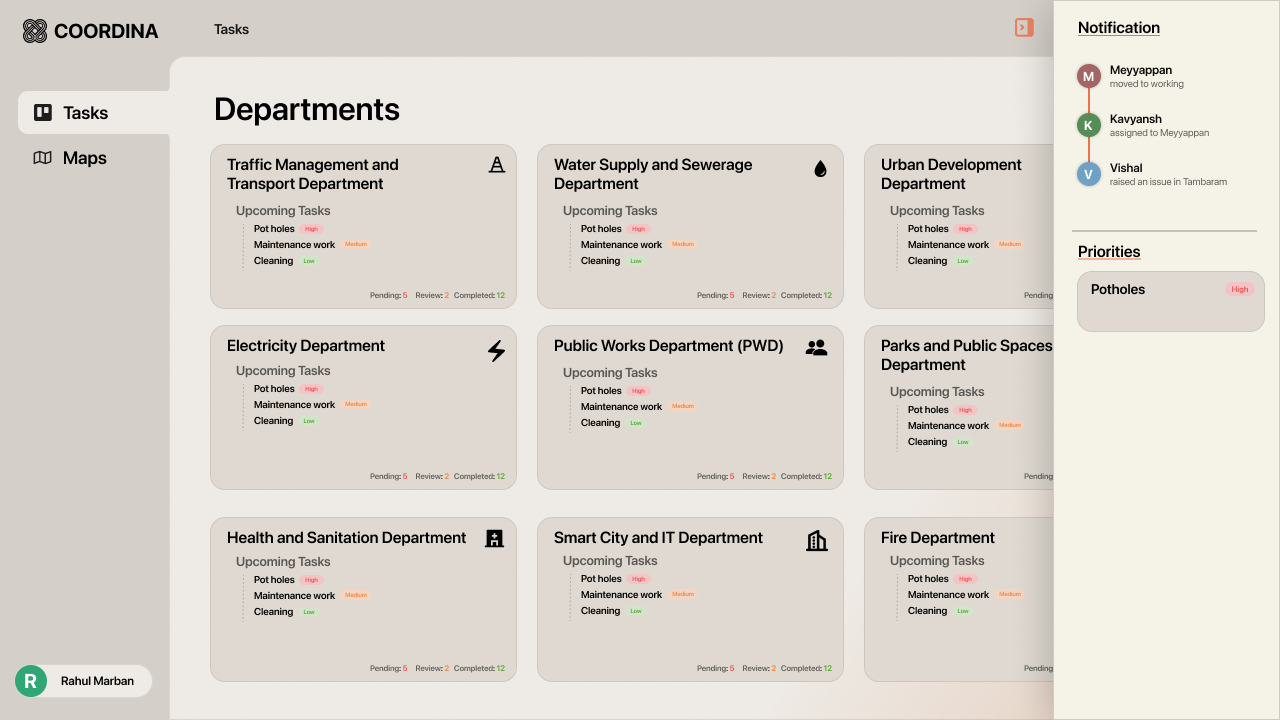 COORDINA
Tasks
Tasks
Maps
R
Rahul Marban
Departments
Traffic Management and
Transport Department
Upcoming Tasks
Pot holes High
Maintenance work Medium
Cleaning Low
Pending: 5 Review: 2 Completed: 12
Water Supply and Sewerage
Department
Upcoming Tasks
Pot holes High
Maintenance work Medium
Cleaning Low
Pending: 5 Review: 2 Completed: 12
Urban Development
Department
Upcoming Tasks
Pot holes High
Maintenance work Medium
Cleaning Low
Pending
Electricity Department
Upcoming Tasks
Pot holes High
Maintenance work Medium
Cleaning Low
Pending: 5 Review: 2 Completed: 12
Public Works Department (PWD)
Upcoming Tasks
Pot holes High
Maintenance work Medium
Cleaning Low
Pending: 5 Review: 2 Completed: 12
Parks and Public Spaces
Department
Upcoming Tasks
Pot holes High
Maintenance work Medium
Cleaning Low
Pending
Health and Sanitation Department
Upcoming Tasks
Pot holes High
Maintenance work Medium
Cleaning Low
Pending: 5 Review: 2 Completed: 12
Smart City and IT Department
Upcoming Tasks
Pot holes High
Maintenance work Medium
Cleaning Low
Pending: 5 Review: 2 Completed: 12
Fire Department
Upcoming Tasks
Pot holes High
Maintenance work Medium
Cleaning Low
Pending
Notification
M
Meyyappan
moved to working
K
Kavyansh
assigned to Meyyappan
V
Vishal
raised an issue in Tambaram
Priorities
Potholes High